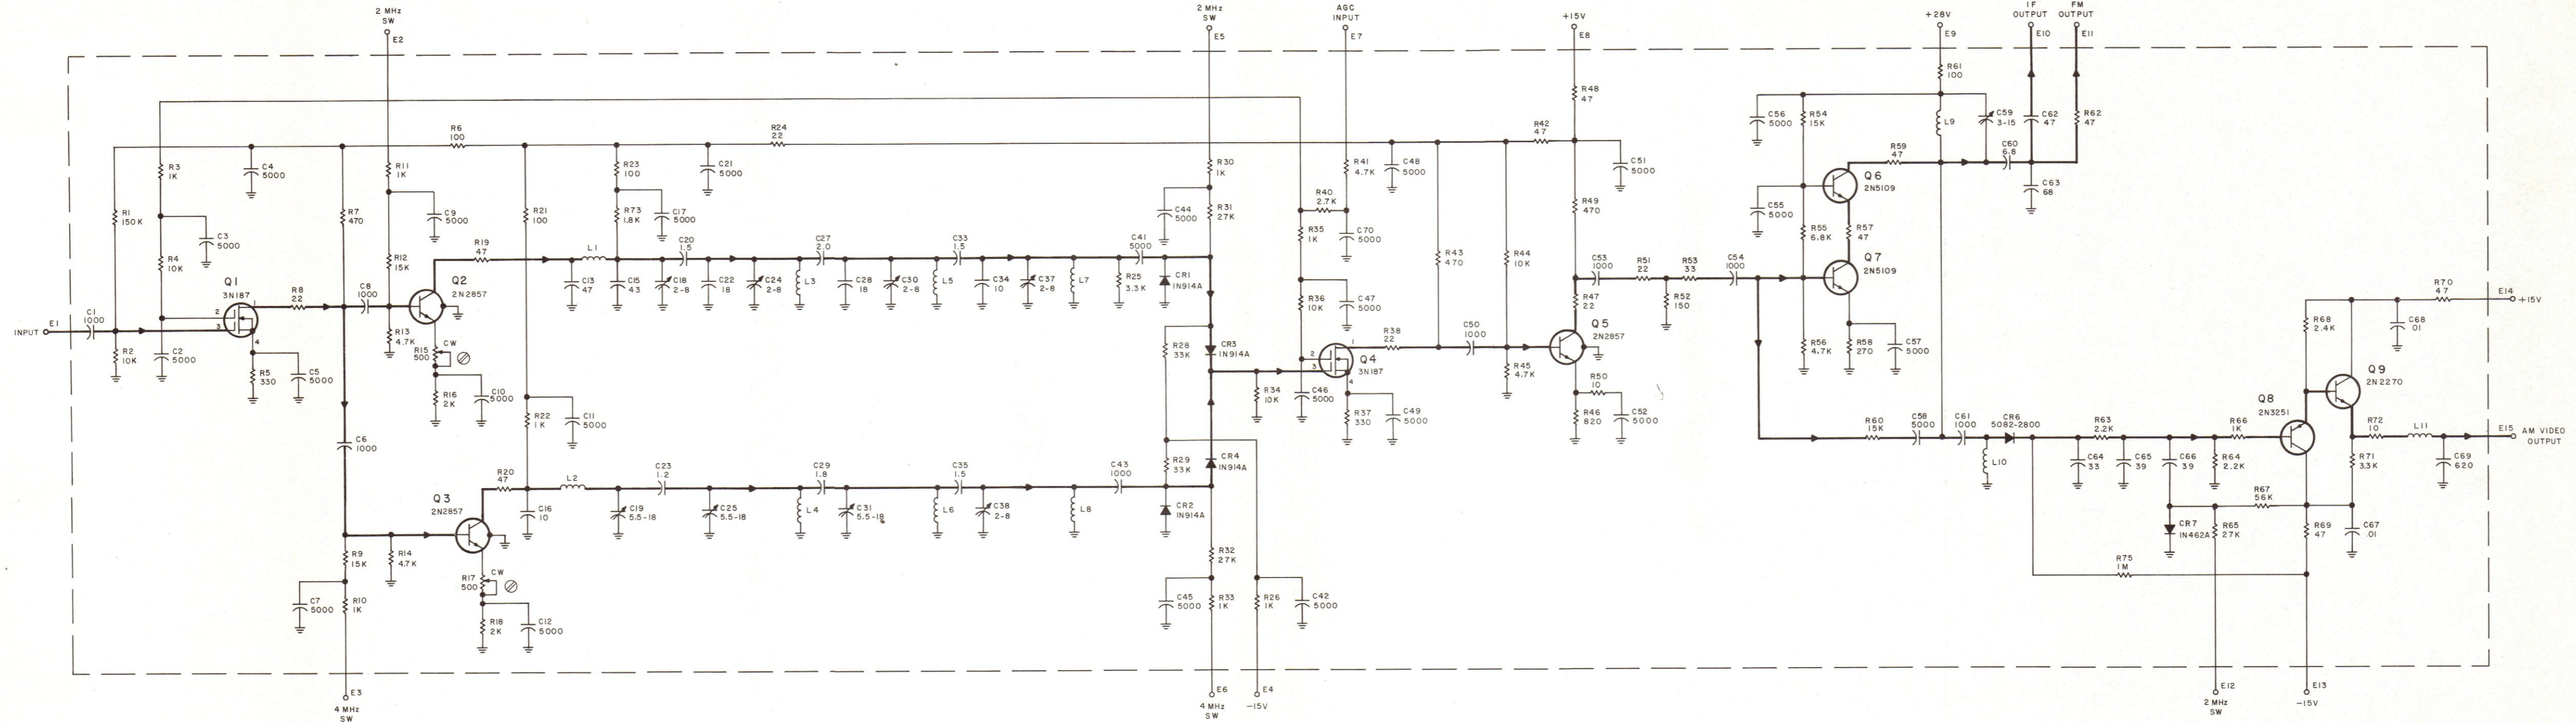 2 MHz
SW
E2
2 MHz
SW
E5
AGC
INPUT
E7
+15V
E8
+28V
E9
IF
OUTPUT
E10
FM
OUTPUT
E11
R61
100
R48
47
R6
100
R24
22
R42
47
C56
5000
R54
15K
L9
C59
3-15
C62
47
R62
47
R3
1K
C4
5000
R11
1K
R23
100
C21
5000
R30
1K
R41
4.7K
C48
5000
C51
5000
R59
47
C60
6.8
Q6
2N5109
C63
68
R1
150K
C3
5000
R7
470
C9
5000
R21
100
R73
1.8K
C17
5000
C44
5000
R31
27K
R40
2.7K
R35
1K
C70
5000
R49
470
C55
5000
R55
6.8K
R57
47
R4
10K
R12
15K
R19
47
L1
C20
1.5
C27
2.0
C33
1.5
C41
5000
R43
470
R44
10K
C53
1000
R51
22
R53
33
C54
1000
Q7
2N5109
Q1
3N187
R8
22
C8
1000
Q2
2N2857
C13
47
C15
43
C18
2-8
C22
18
C24
2-8
L3
C28
18
C30
2-8
L5
C34
10
C37
2-8
L7
R25
3.3K
CR1
IN914A
R36
10K
C47
5000
R47
22
R52
150
R70
47
E14
+15V
INPUT
E1
C1
1000
2
3
1
4
R2
10K
C2
5000
R5
330
C5
5000
R13
4.7K
R15
500
CW
R16
2K
C10
5000
R28
33K
CR3
IN914A
2
3
1
4
Q4
3N187
R38
22
C50
1000
Q5
2N2857
R56
4.7K
R58
270
C57
5000
R68
2.4K
C68
.01
R34
10K
C46
5000
R37
330
C49
5000
R45
4.7K
R50
10
R46
820
C52
5000
Q9
2N2270
Q8
2N3251
R22
1K
C11
5000
C6
1000
R60
15K
C58
5000
C61
1000
CR6
5082-2800
R63
2.2K
R66
1K
R72
10
L11
E15
AM VIDEO
OUTPUT
L10
C64
33
C65
39
C66
39
R64
2.2K
R71
3.3K
C69
620
R20
47
L2
C23
1.2
C29
1.8
C35
1.5
C43
1000
R29
33K
CR4
IN914A
Q3
2N2857
C16
10
C19
5.5-18
C25
5.5-18
L4
C31
5.5-18
L6
C38
2-8
L8
CR2
IN914A
R67
56K
CR7
IN462A
R65
27K
R69
47
C67
.01
R9
15K
R14
4.7K
R32
27K
R75
1M
R17
500
CW
C7
5000
R10
1K
R18
2K
C12
5000
C45
5000
R33
1K
R26
1K
C42
5000
E3
4 MHz
SW
E6
4 MHz
SW
E4
-15V
E12
2 MHz
SW
E13
-15V